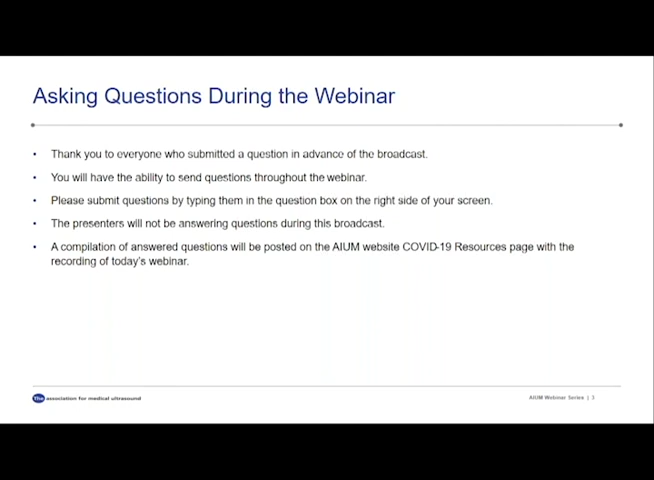 Asking Questions During the Webinar
• Thank you to everyone who submitted a question in advance of the broadcast.
• You will have the ability to send questions throughout the webinar.
• Please submit questions by typing them in the question box on the right side of your screen.
• The presenters will not be answering questions during this broadcast.
• A compilation of answered questions will be posted on the AIUM website COVID-19 Resources page with the
recording of today's webinar.
The association for medical ultrasound
AIUM Webinar Series | 3